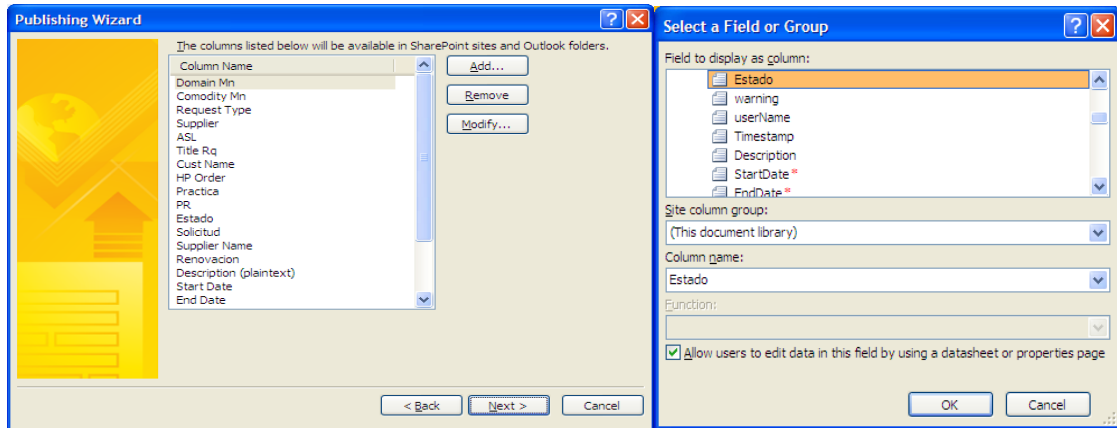 Publishing Wizard
The columns listed below will be available in SharePoint sites and Outlook folders.
Column Name
Domain Mn
Comodity Mn
Request Type
Supplier
ASL
Title Rq
Cust Name
HP Order
Practica
PR
Estado
Solicitud
Supplier Name
Renovacion
Description (plaintext)
Start Date
End Date
Add...
Remove
Modify...
< Back
Next >
Cancel
Select a Field or Group
Field to display as column:
Estado
warning
userName
Timestamp
Description
StartDate *
EndDate *
Site column group:
(This document library)
Column name:
Estado
Function:
Allow users to edit data in this field by using a datasheet or properties page
OK
Cancel